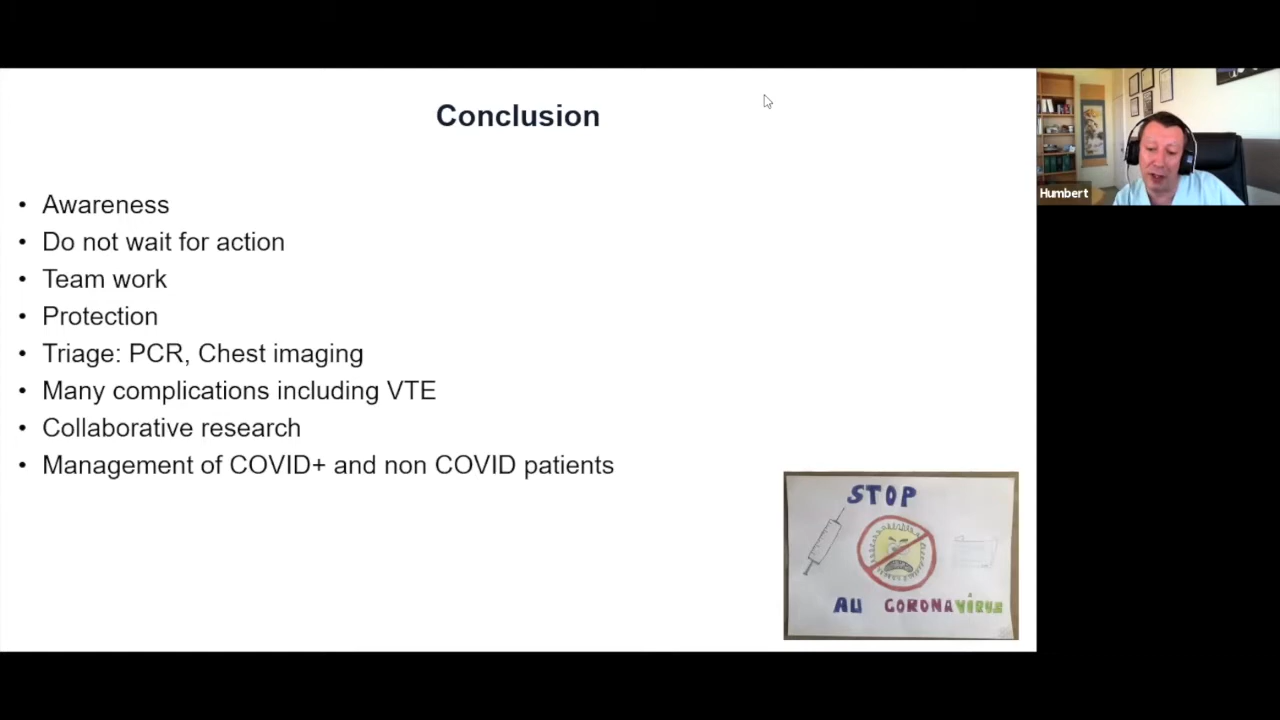 Conclusion
• Awareness
• Do not wait for action
• Team work
• Protection
• Triage: PCR, Chest imaging
• Many complications including VTE
• Collaborative research
• Management of COVID+ and non COVID patients
STOP
AU CORONAVIRUS
Humbert